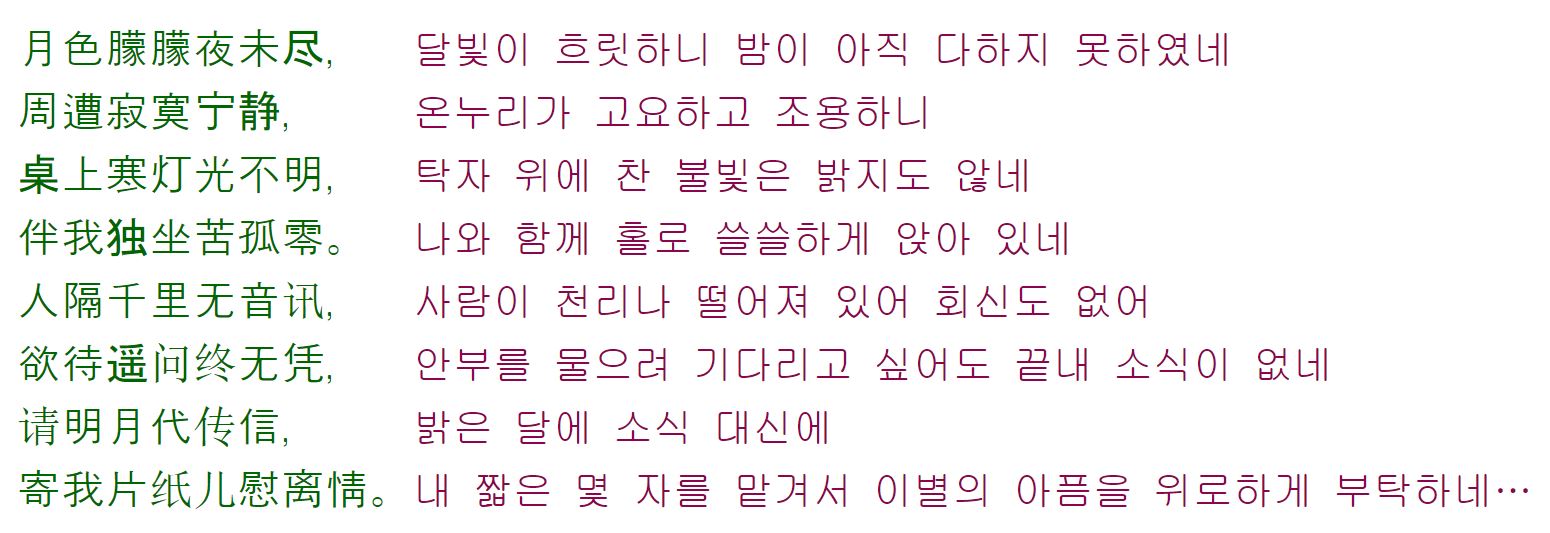 月色朦朦夜未尽, 달빛이 흐릿하니 밤이 아직 다하지 못하였네
周遭寂寞宁静, 온누리가 고요하고 조용하니
桌上寒灯光不明, 탁자 위에 찬 불빛은 밝지도 않네
伴我独坐苦孤零。 나와 함께 홀로 쓸쓸하게 앉아 있네
人隔千里无音讯, 사람이 천리나 떨어져 있어 회신도 없어
欲待遥问终无凭, 안부를 물으려 기다리고 싶어도 끝내 소식이 없네
请明月代传信, 밝은 달에 소식 대신에
寄我片纸儿慰离情。 내 짧은 몇 자를 맡겨서 이별의 아픔을 위로하게 부탁하네…